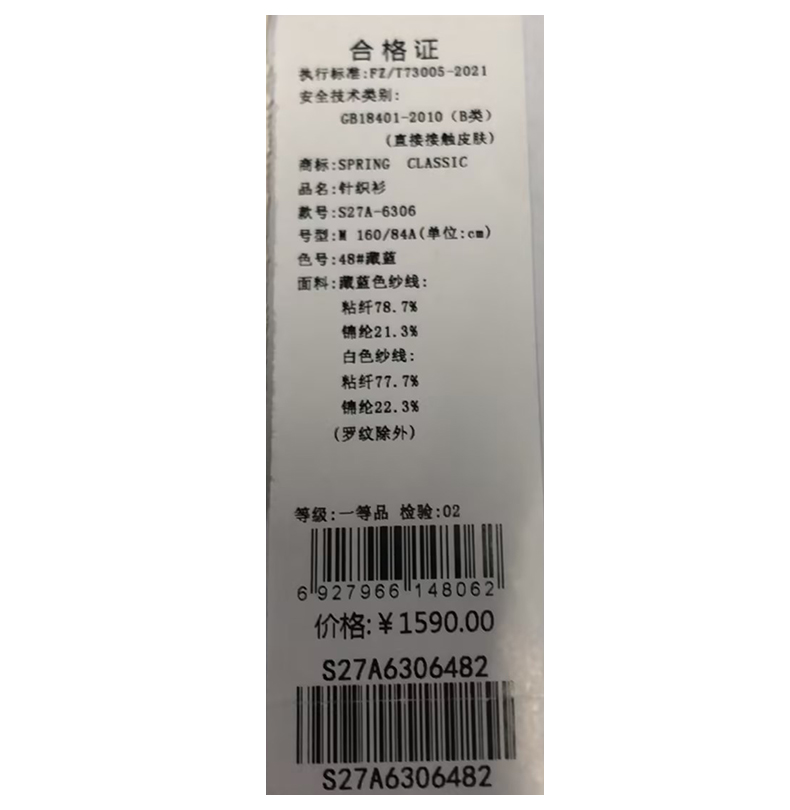 合格证
执行标准:FZ/T73005-2021
安全技术类别:
GB18401-2010（B类）
(直接接触皮肤)
商标:SPRING CLASSIC
品名:针织衫
款号:S27A-6306
号型:M 160/84A(单位:cm)
色号:48#藏蓝
面料:藏蓝色纱线:
粘纤78.7%
锦纶21.3%
白色纱线:
粘纤77.7%
锦纶22.3%
(罗纹除外)
等级:一等品 检验:02
6 927966 148062
价格:￥1590.00
S27A6306482
S27A6306482